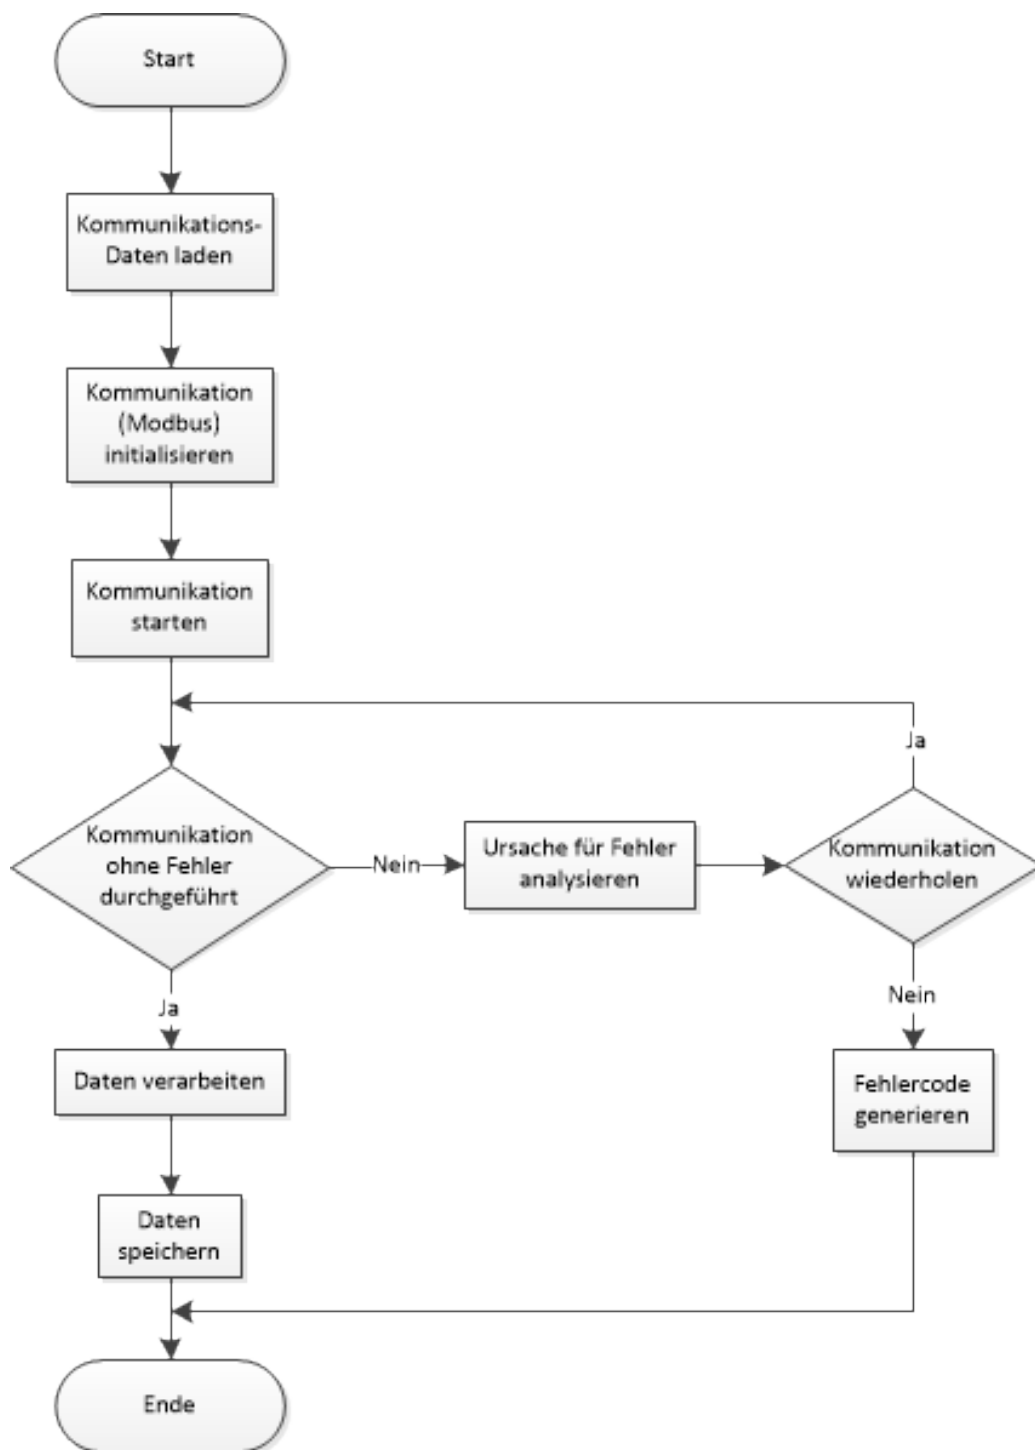 Start
Kommunikations-
Daten laden
Kommunikation
(Modbus)
initialisieren
Kommunikation
starten
Ja
Kommunikation
ohne Fehler
durchgeführt
Nein
Ursache für Fehler
analysieren
Kommunikation
wiederholen
Ja
Nein
Daten verarbeiten
Fehlercode
generieren
Daten
speichern
Ende